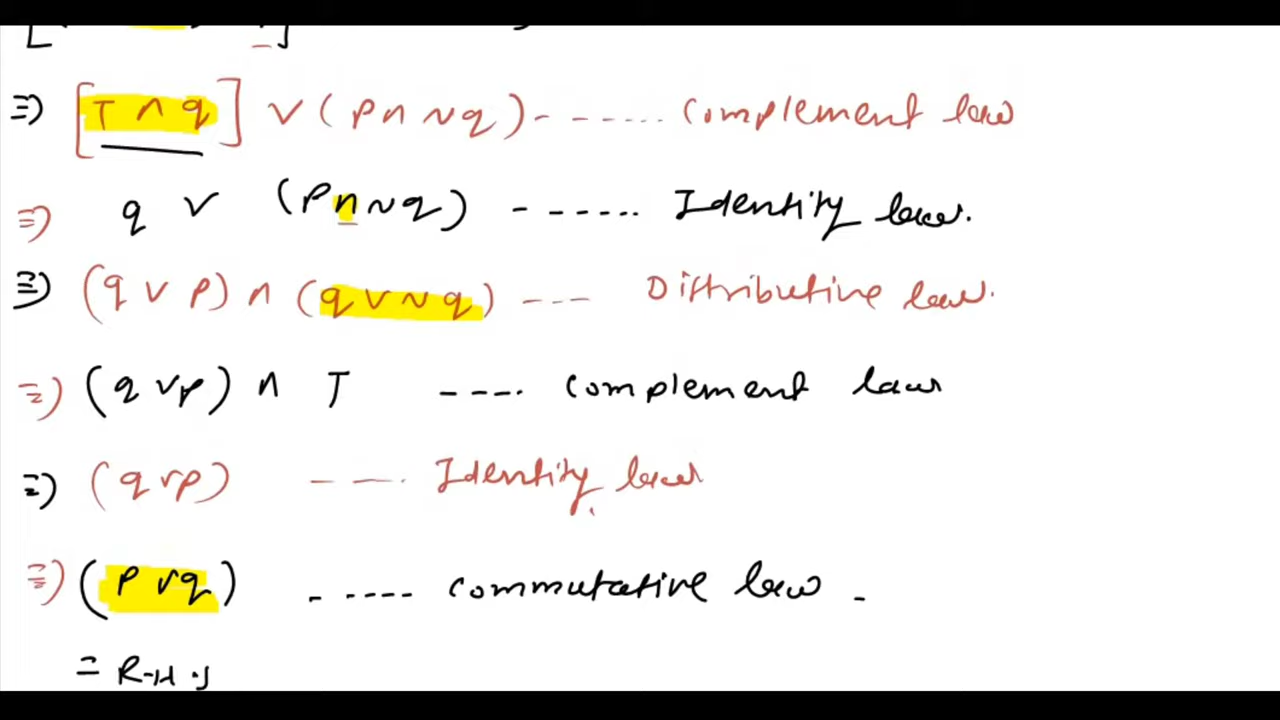 ≡) [T ∧ q] ∨ (P ∧ ~q) - - - - - - - Complement law
≡) q ∨ (P ∧ ~q) - - - - - - - Identity law.
≡) (q ∨ p) ∧ (q ∨ ~q) - - - Distributive law.
≡) (q ∨ p) ∧ T - - - - . Complement law
≡) (q ∨ p) - - - . Identity law
≡) (P ∨ q) - - - - - - Commutative law -
= R.H.S